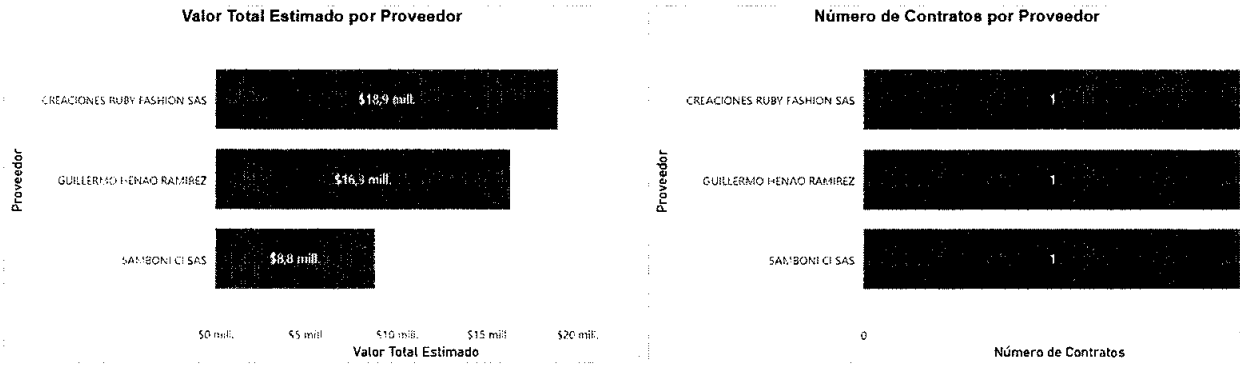 Valor Total Estimado por Proveedor
Proveedor
CREACIONES RUBY FASHION SAS
$18,9 mill.
GUILLERMO HENAO RAMIREZ
$16,3 mill.
SAMBONI CI SAS
$8,8 mill.
$0 mill.
$5 mill
$10 mill.
$15 mill
$20 mill.
Valor Total Estimado
Número de Contratos por Proveedor
Proveedor
CREACIONES RUBY FASHION SAS
1
GUILLERMO HENAO RAMIREZ
1
SAMBONI CI SAS
1
0
Número de Contratos